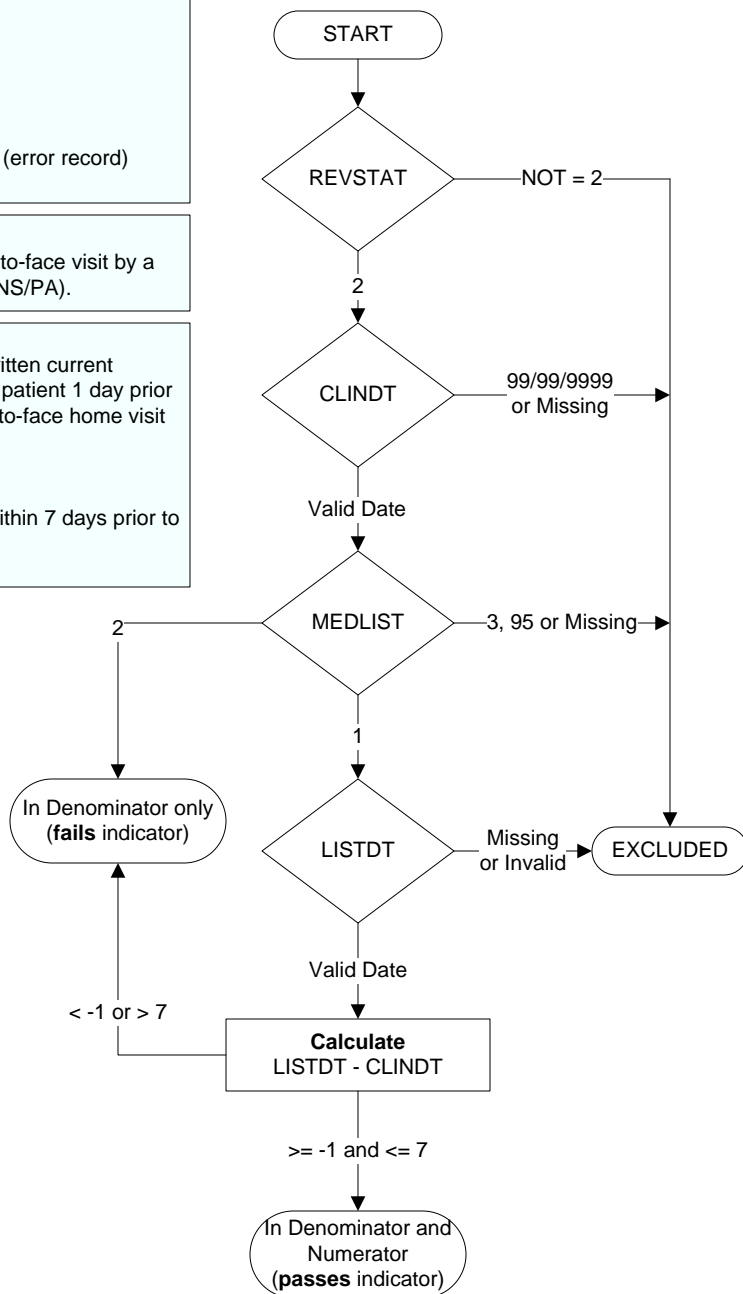 (error record)
to-face visit by a
NS/PA).
itten current
patient 1 day prior
to-face home visit
ithin 7 days prior to
START
REVSTAT
NOT = 2
2
CLINDT
99/99/9999
or Missing
Valid Date
MEDLIST
3, 95 or Missing
2
1
In Denominator only
(fails indicator)
LISTDT
Missing
or Invalid
EXCLUDED
Valid Date
< -1 or > 7
Calculate
LISTDT - CLINDT
>= -1 and <= 7
In Denominator and
Numerator
(passes indicator)